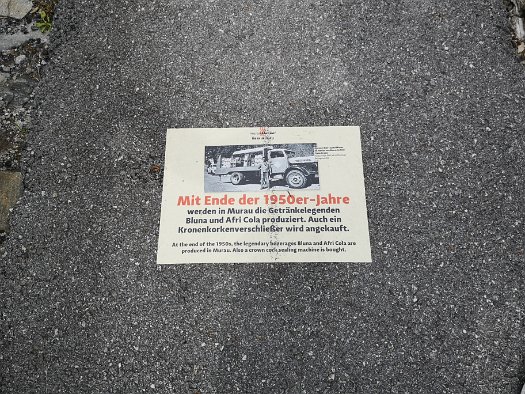 Mit Ende der 1950er-Jahre
werden in Murau die Getränkelegenden
Bluna und Afri Cola produziert. Auch ein
Kronenkorkenverschließer wird angekauft.
At the end of the 1950s, the legendary beverages Bluna and Afri Cola are
produced in Murau. Also a crown cork sealing machine is bought.